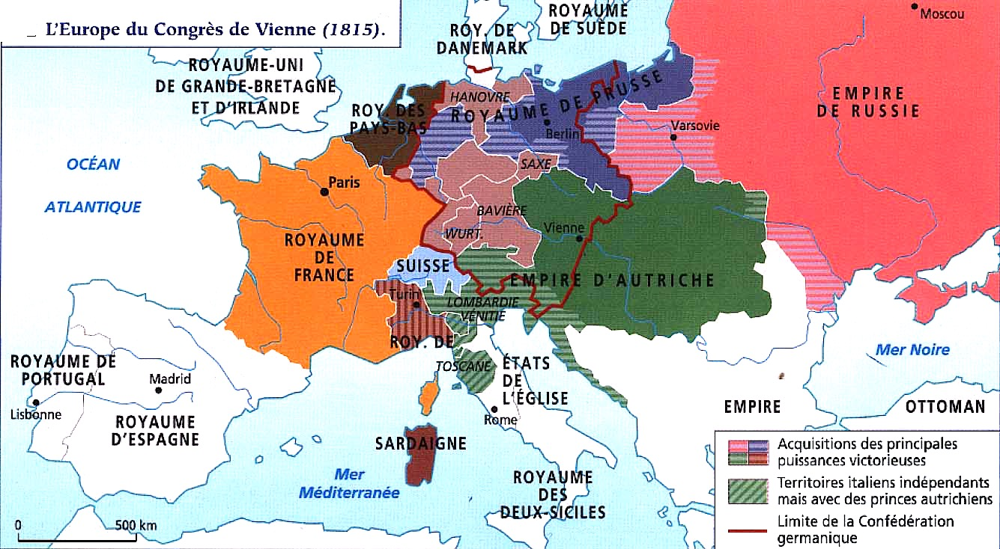 _ L'Europe du Congrès de Vienne (1815).
ROYAUME
DE SUÈDE
Moscou
ROY. DE
DANEMARK
ROYAUME-UNI
DE GRANDE-BRETAGNE
ET D'IRLANDE
HANOVRE
ROYAUME DE PRUSSE
ROY. DES
PAYS-BAS
Berlin
Varsovie
EMPIRE
DE RUSSIE
OCÉAN
ATLANTIQUE
SAXE
Paris
BAVIÈRE
WURT.
Vienne
ROYAUME
DE
FRANCE
SUISSE
EMPIRE D'AUTRICHE
Turin
LOMBARDIE
VÉNITIE
ROY. DE
TOSCANE
ÉTATS
DE
L'ÉGLISE
Rome
Mer Noire
ROYAUME DE
PORTUGAL
Madrid
Lisbonne
ROYAUME
D'ESPAGNE
EMPIRE
OTTOMAN
SARDAIGNE
Mer
Méditerranée
ROYAUME
DES
DEUX-SICILES
0
500 km
Acquisitions des principales
puissances victorieuses
Territoires italiens indépendants
mais avec des princes autrichiens
Limite de la Confédération
germanique